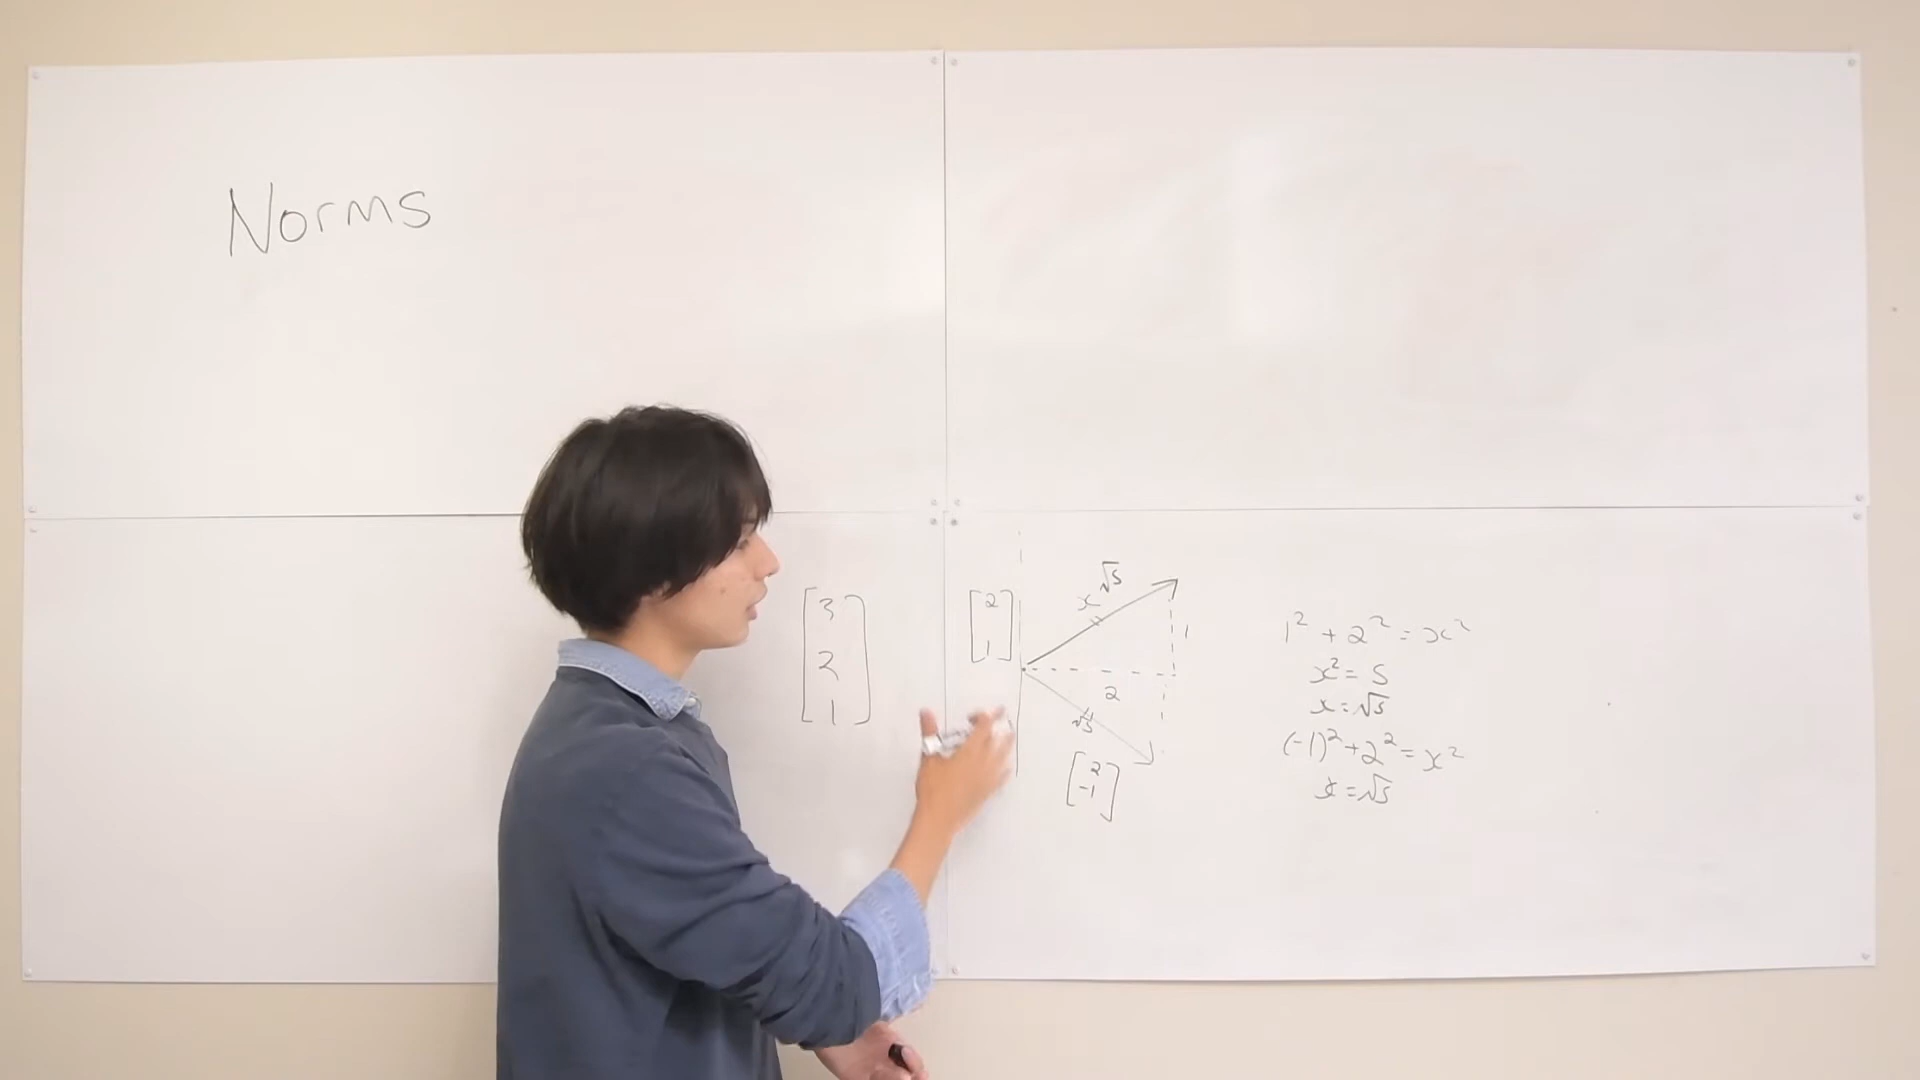 Norms
[3
2
1]
[2
1]
x √5
1
2
√5
[2
-1]
1² + 2² = x²
x² = 5
x = √5
(-1)² + 2² = x²
x = √5